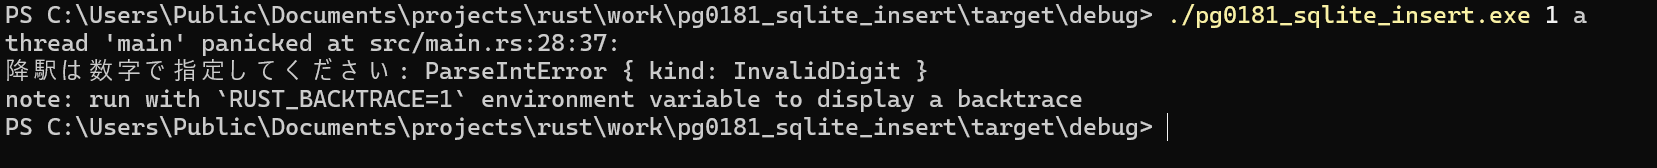 PS C:\Users\Public\Documents\projects\rust\work\pg0181_sqlite_insert\target\debug> ./pg0181_sqlite_insert.exe 1 a
thread 'main' panicked at src/main.rs:28:37:
降駅は数字で指定してください: ParseIntError { kind: InvalidDigit }
note: run with `RUST_BACKTRACE=1` environment variable to display a backtrace
PS C:\Users\Public\Documents\projects\rust\work\pg0181_sqlite_insert\target\debug>